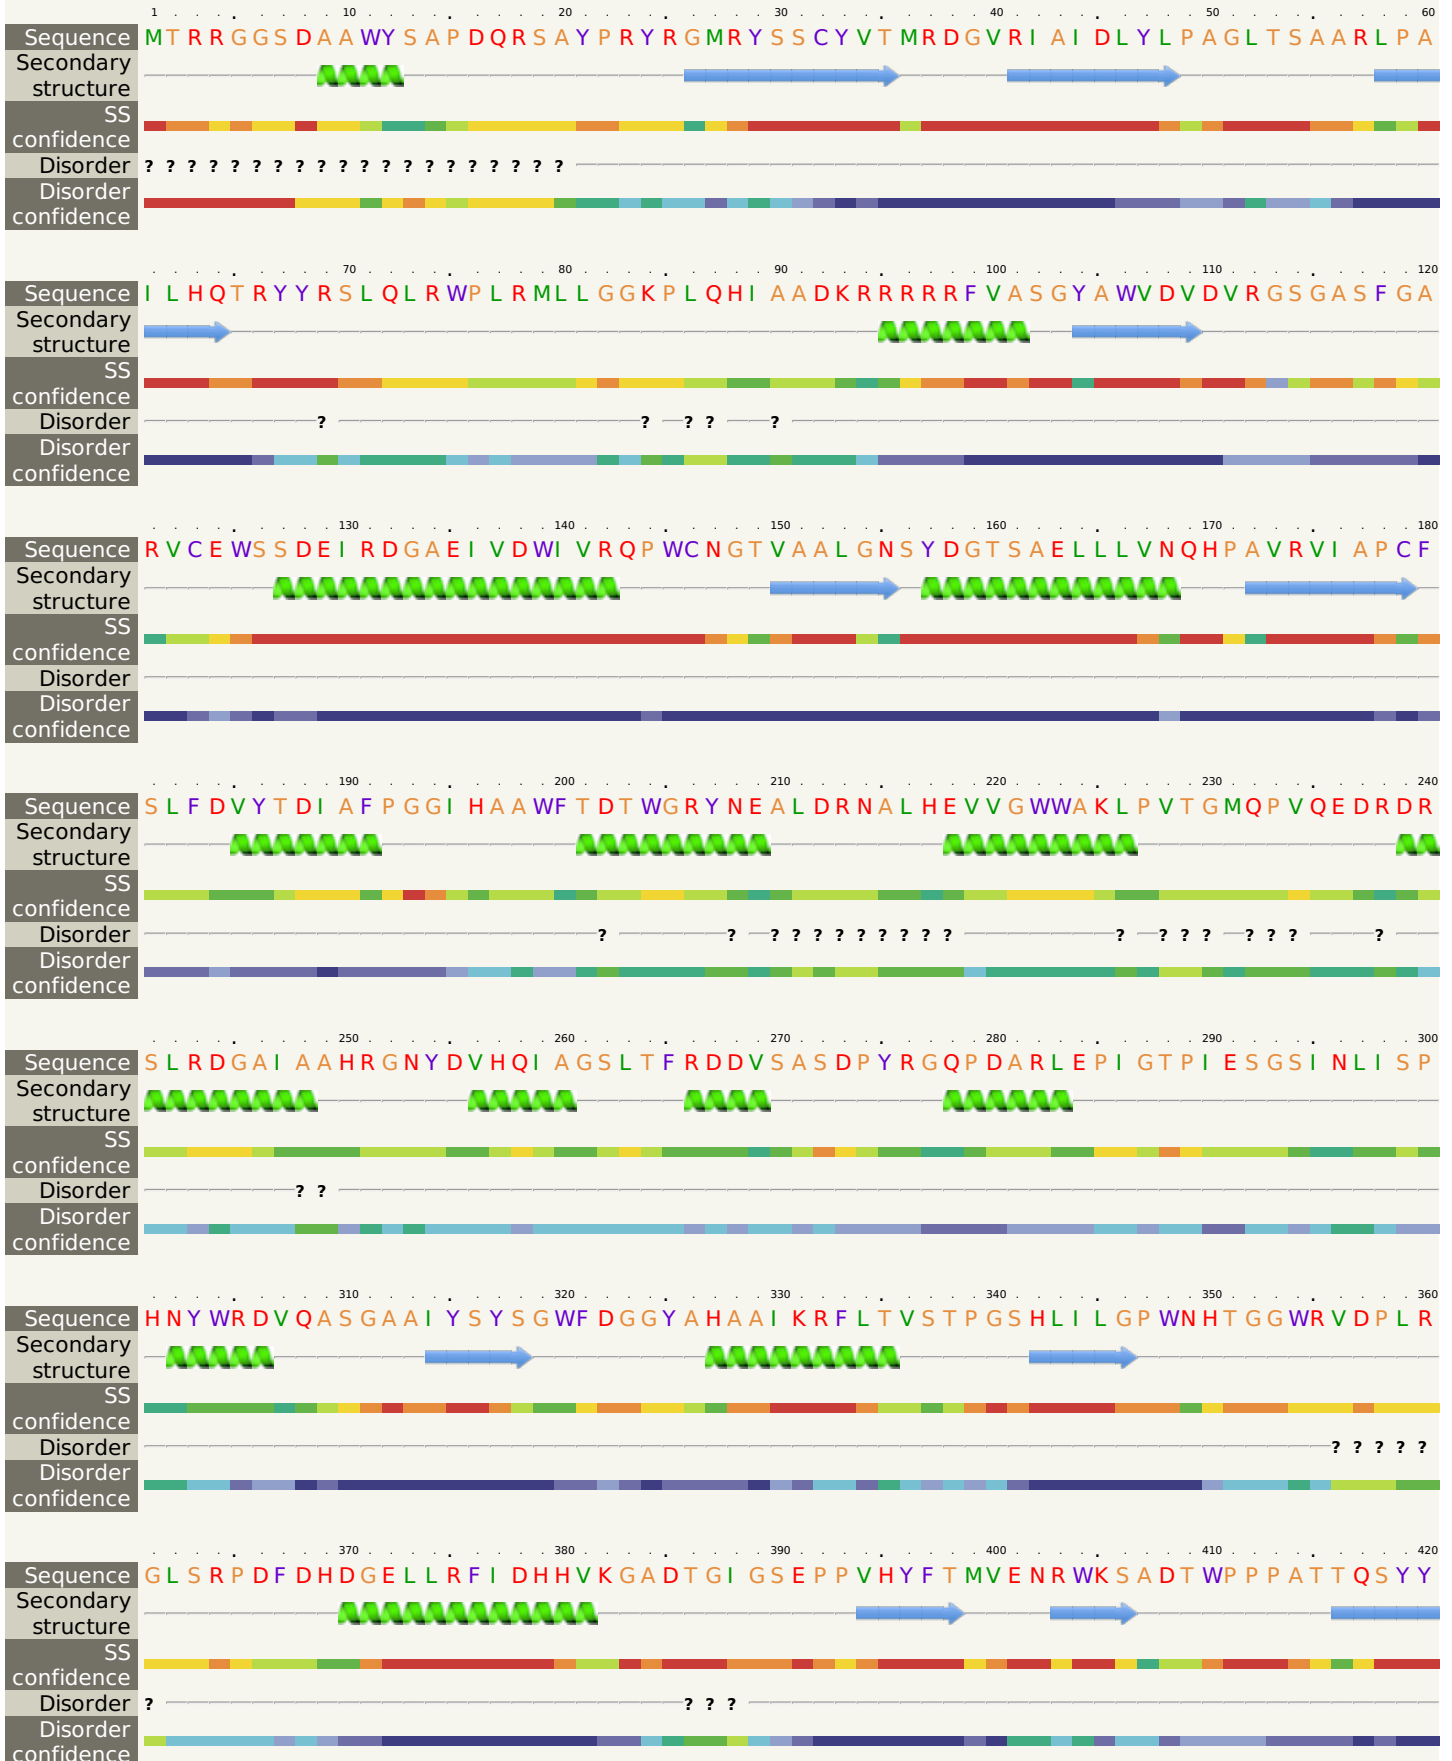 1 10 20 30 40 50 60
Sequence MTRRGGSDAAWYSAPDQRSAYPRYRGMRYSSCYVTMRDGVRIAIDLYLPAGLTSAARLPA
Secondary
structure
SS
confidence
Disorder ? ? ? ? ? ? ? ? ? ? ? ? ? ? ? ? ? ? ? ?
Disorder
confidence
70 80 90 100 110 120
Sequence ILHQTRYYRSLQLRWPLRMLLGGKPLQHIAADKRRRRRFVASGYAWVDVDVRGSGASFGA
Secondary
structure
SS
confidence
Disorder ? ? ? ? ?
Disorder
confidence
130 140 150 160 170 180
Sequence RVCEWSSDEIRDGAEIVDWIVRQPWCNGTVAALGNSYDGTSAELLLVNQHPAVRVIAPCF
Secondary
structure
SS
confidence
Disorder
Disorder
confidence
190 200 210 220 230 240
Sequence SLFDVYTDIAFPGGIHAAWFTDTWGRYNEALDRNALHEVVGWWAKLPVTGMQPVQEDRDR
Secondary
structure
SS
confidence
Disorder ? ? ? ? ? ? ? ? ? ? ? ? ? ? ? ? ? ? ?
Disorder
confidence
250 260 270 280 290 300
Sequence SLRDGAIAAHRGNYDVHQIAGSLTFRDDVSASDPYRGQPDARLEPIGTPIESGSINLISP
Secondary
structure
SS
confidence
Disorder ? ?
Disorder
confidence
310 320 330 340 350 360
Sequence HNYWRDVQASGAAIYSYSGWFDGGYAHAAIKRFLTVSTPGSHLILGPWNHTGGWRVDPLR
Secondary
structure
SS
confidence
Disorder ? ? ? ? ?
Disorder
confidence
370 380 390 400 410 420
Sequence GLSRPDFDHDGELLRFIDHHVKGADTGIGSEPPVHYFTMVENRWKSADTWPPPATTQSYY
Secondary
structure
SS
confidence
Disorder ? ? ? ?
Disorder
confidence